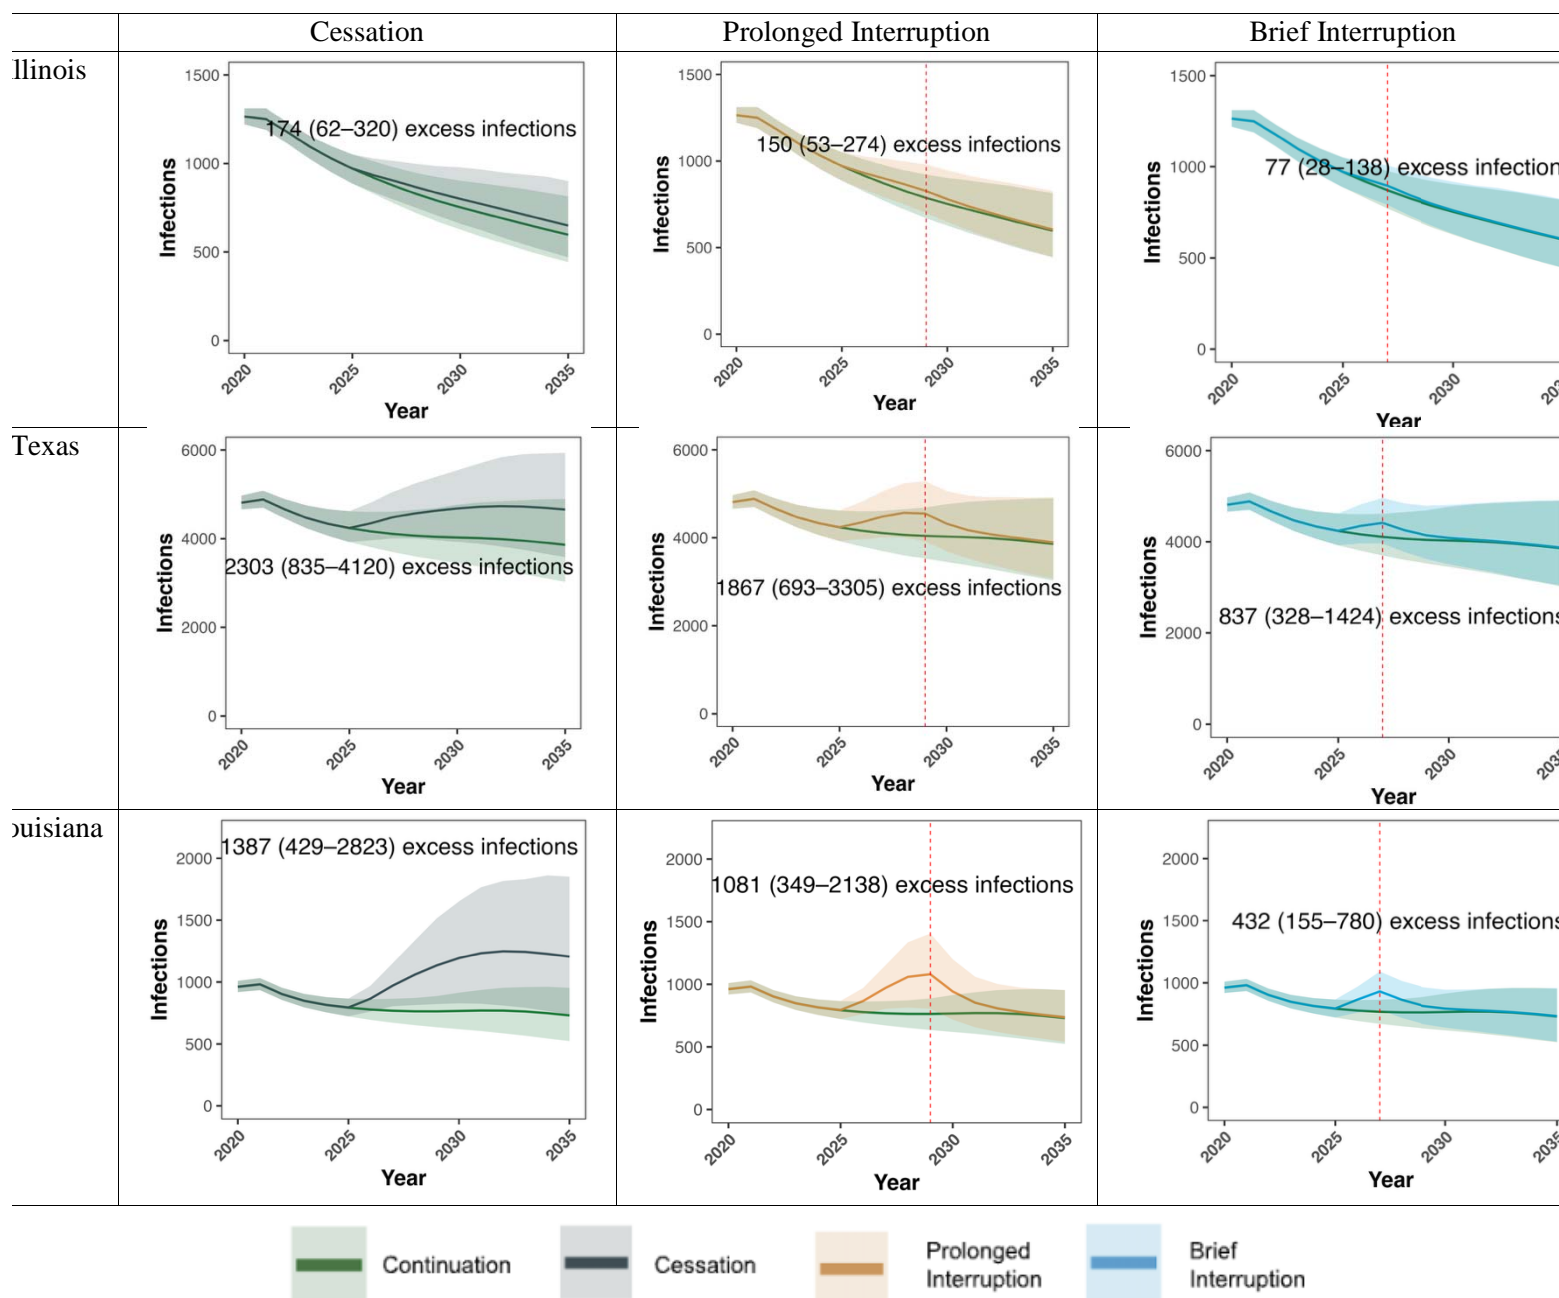 Cessation Prolonged Interruption Brief Interruption
Illinois
1500
1000
500
0
Infections
174 (62–320) excess infections
2020 2025 2030 2035
Year
1500
1000
500
0
Infections
150 (53–274) excess infections
2020 2025 2030 2035
Year
1500
1000
500
0
Infections
77 (28–138) excess infection
2020 2025 2030 203
Year
Texas
6000
4000
2000
0
Infections
2303 (835–4120) excess infections
2020 2025 2030 2035
Year
6000
4000
2000
0
Infections
1867 (693–3305) excess infections
2020 2025 2030 2035
Year
6000
4000
2000
0
Infections
837 (328–1424) excess infections
2020 2025 2030 2035
Year
ouisiana
2000
1500
1000
500
0
Infections
1387 (429–2823) excess infections
2020 2025 2030 2035
Year
2000
1500
1000
500
0
Infections
1081 (349–2138) excess infections
2020 2025 2030 2035
Year
2000
1500
1000
500
0
Infections
432 (155–780) excess infections
2020 2025 2030 2035
Year
Continuation
Cessation
Prolonged
Interruption
Brief
Interruption